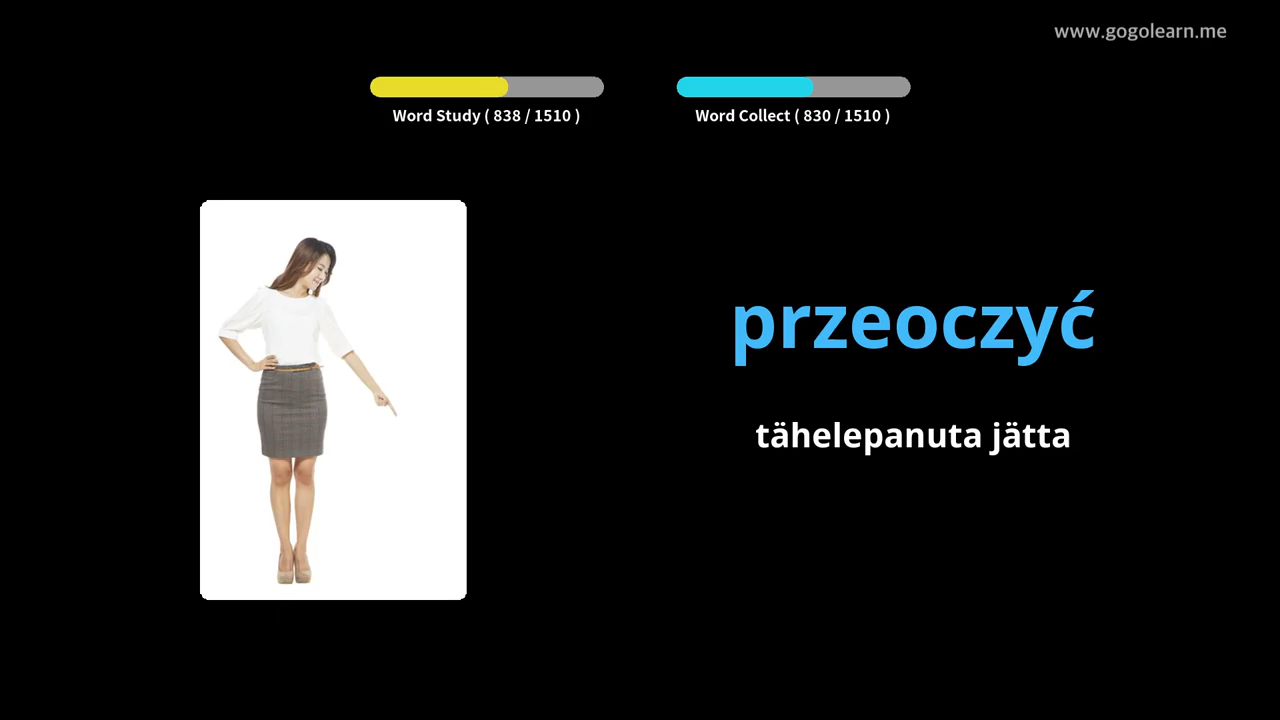 www.gogolearn.me
Word Study ( 838 / 1510 )
Word Collect ( 830 / 1510 )
przeoczyć
tähelepanuta jätta